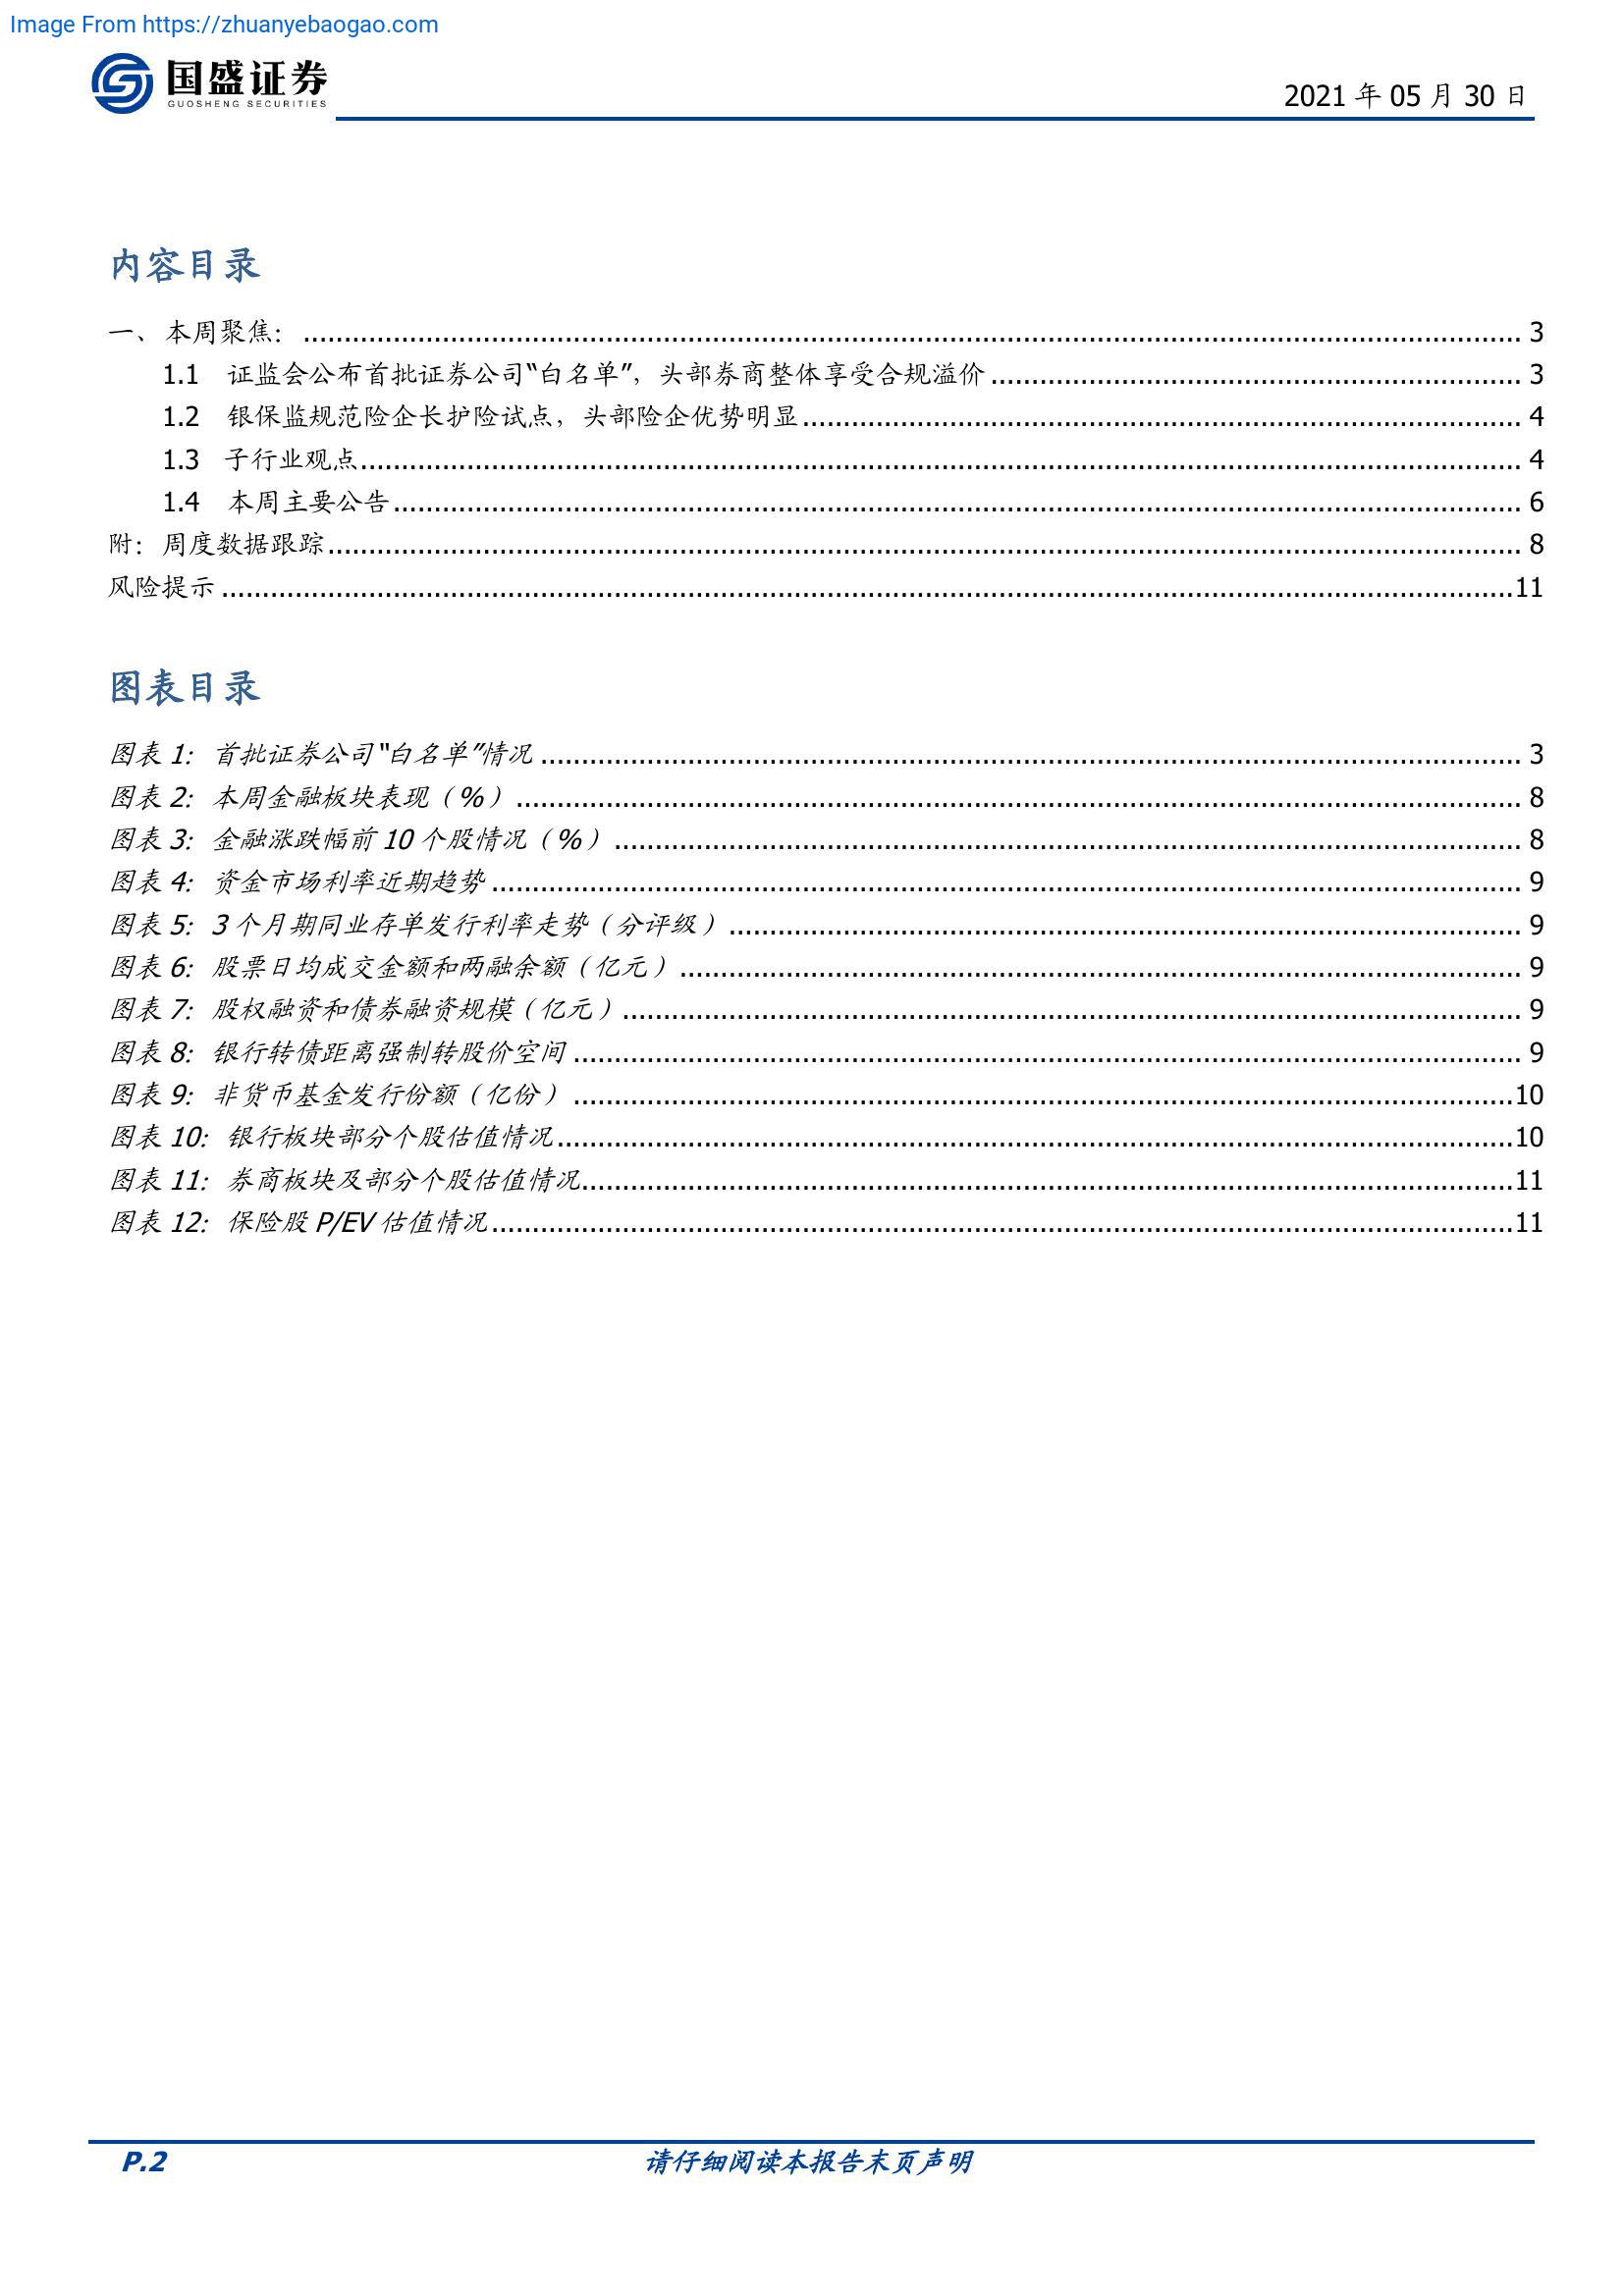 Image From https://zhuanyebaogao.com
国盛证券
GUOSHENG SECURITIES
2021 年 05 月 30 日
内容目录
一、本周聚焦： 3
1.1 证监会公布首批证券公司“白名单”，头部券商整体享受合规溢价 3
1.2 银保监规范险企长护险试点，头部险企优势明显 4
1.3 子行业观点 4
1.4 本周主要公告 6
附：周度数据跟踪 8
风险提示 11
图表目录
图表 1：首批证券公司“白名单”情况 3
图表 2：本周金融板块表现（%） 8
图表 3：金融涨跌幅前 10 个股情况（%） 8
图表 4：资金市场利率近期趋势 9
图表 5：3 个月期同业存单发行利率走势（分评级） 9
图表 6：股票日均成交金额和两融余额（亿元） 9
图表 7：股权融资和债券融资规模（亿元） 9
图表 8：银行转债距离强制转股价空间 9
图表 9：非货币基金发行份额（亿份） 10
图表 10：银行板块部分个股估值情况 10
图表 11：券商板块及部分个股估值情况 11
图表 12：保险股 P/EV 估值情况 11
P.2
请仔细阅读本报告末页声明